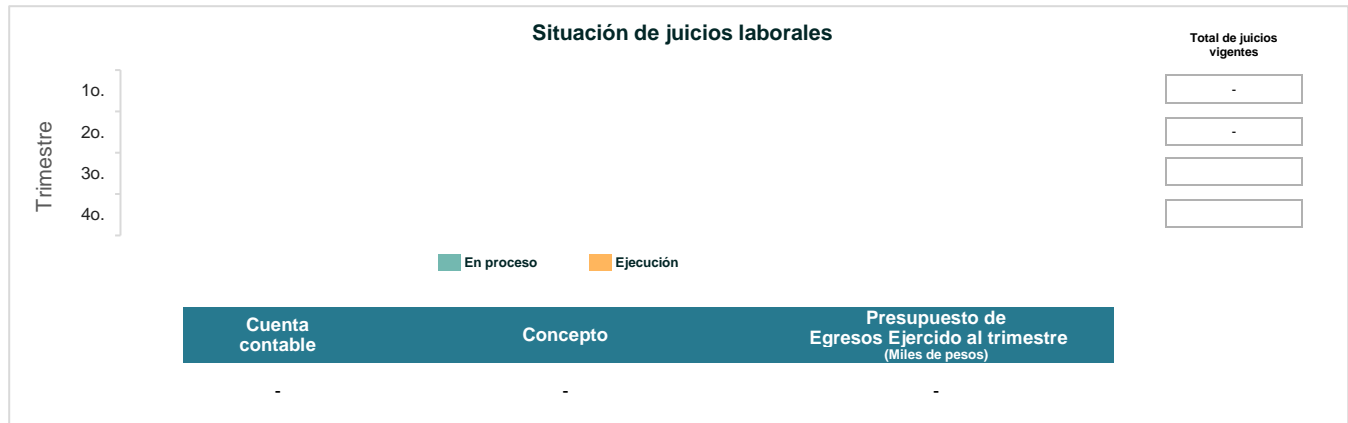 Situación de juicios laborales
Total de juicios
vigentes
Trimestre
1o.
-
2o.
-
3o.
4o.
En proceso
Ejecución
Cuenta
contable
Concepto
Presupuesto de
Egresos Ejercido al trimestre
(Miles de pesos)
-
-
-